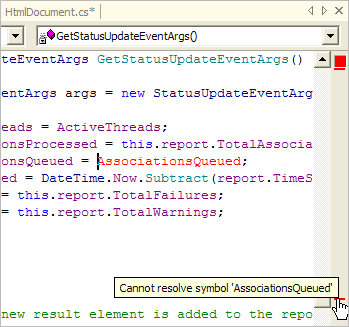 HtmlDocument.cs*
GetStatusUpdateEventArgs()
teEventArgs GetStatusUpdateEventArgs()
entArgs args = new StatusUpdateEventArg
eads = ActiveThreads;
onsProcessed = this.report.TotalAssocia
onsQueued = AssociationsQueued;
ed = DateTime.Now.Subtract(report.TimeS
= this.report.TotalFailures;
= this.report.TotalWarnings;
Cannot resolve symbol 'AssociationsQueued'
new result element is added to the repo